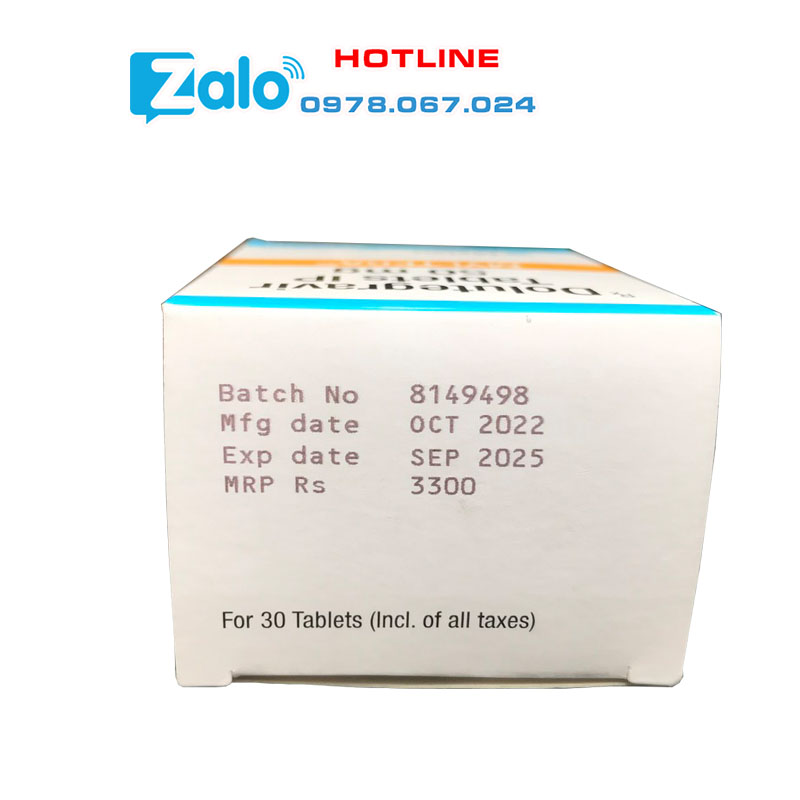 Zalo
HOTLINE
0978.067.024
Rx Dolutegravir
Tablets IP
50 mg
Batch No 8149498
Mfg date OCT 2022
Exp date SEP 2025
MRP Rs 3300
For 30 Tablets (Incl. of all taxes)